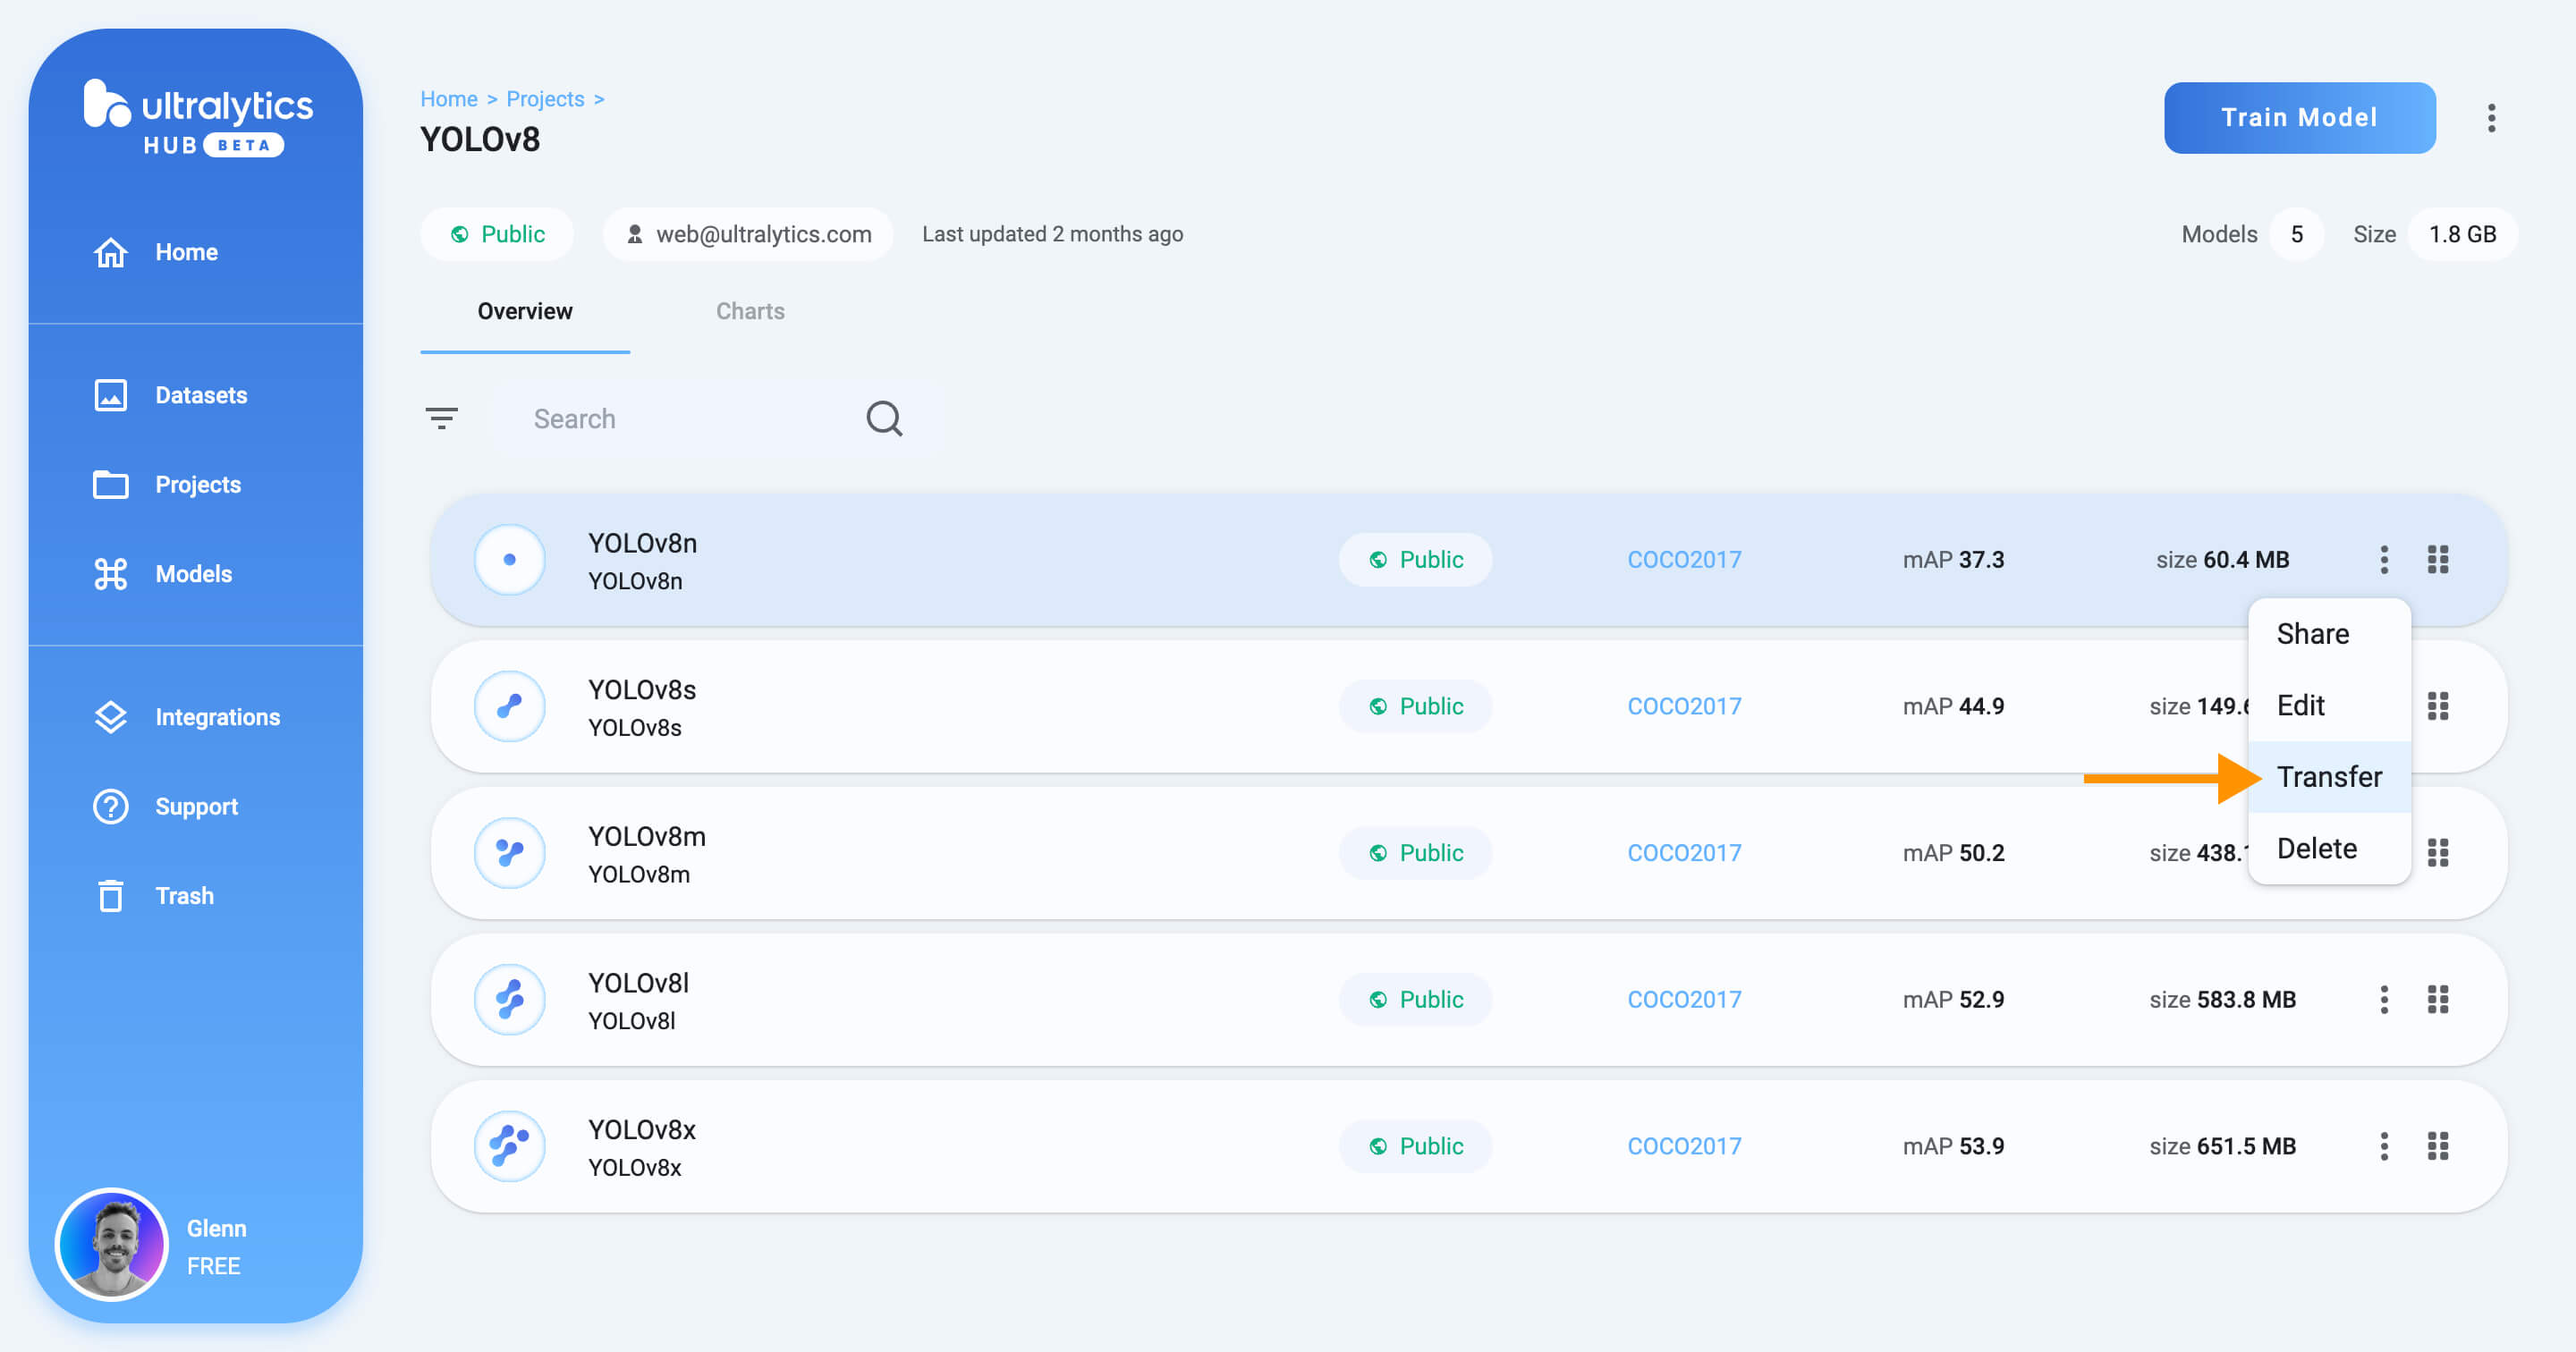 ultralytics
HUB BETA
Home
Datasets
Projects
Models
Integrations
Support
Trash
Glenn
FREE
Home > Projects >
YOLOv8
Train Model
Public web@ultralytics.com Last updated 2 months ago Models 5 Size 1.8 GB
Overview Charts
Search
YOLOv8n
YOLOv8n
Public COCO2017 mAP 37.3 size 60.4 MB
YOLOv8s
YOLOv8s
Public COCO2017 mAP 44.9 size
YOLOv8m
YOLOv8m
Public COCO2017 mAP 50.2 size
YOLOv8l
YOLOv8l
Public COCO2017 mAP 52.9 size 583.8 MB
YOLOv8x
YOLOv8x
Public COCO2017 mAP 53.9 size 651.5 MB
Share
Edit
Transfer
Delete